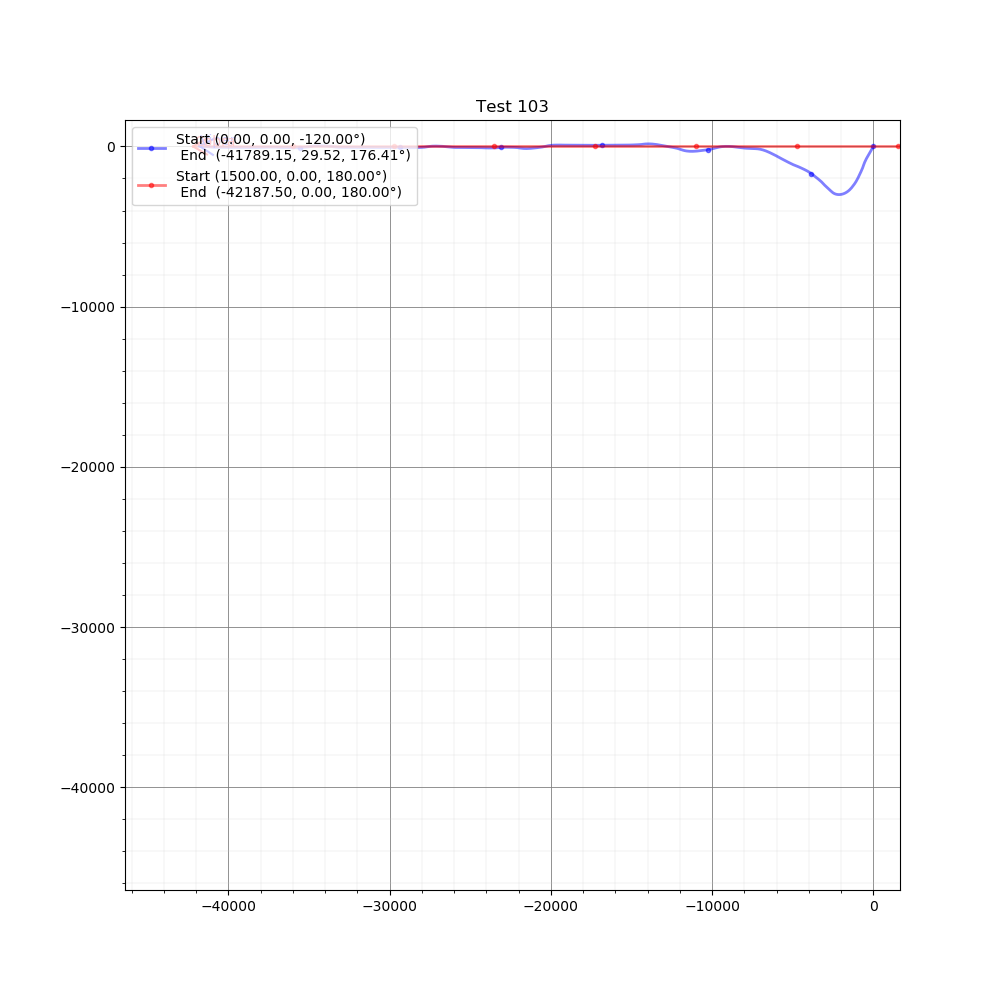 Test 103
Start (0.00, 0.00, -120.00°)
End (-41789.15, 29.52, 176.41°)
Start (1500.00, 0.00, 180.00°)
End (-42187.50, 0.00, 180.00°)
0
−10000
−20000
−30000
−40000
−40000 −30000 −20000 −10000 0